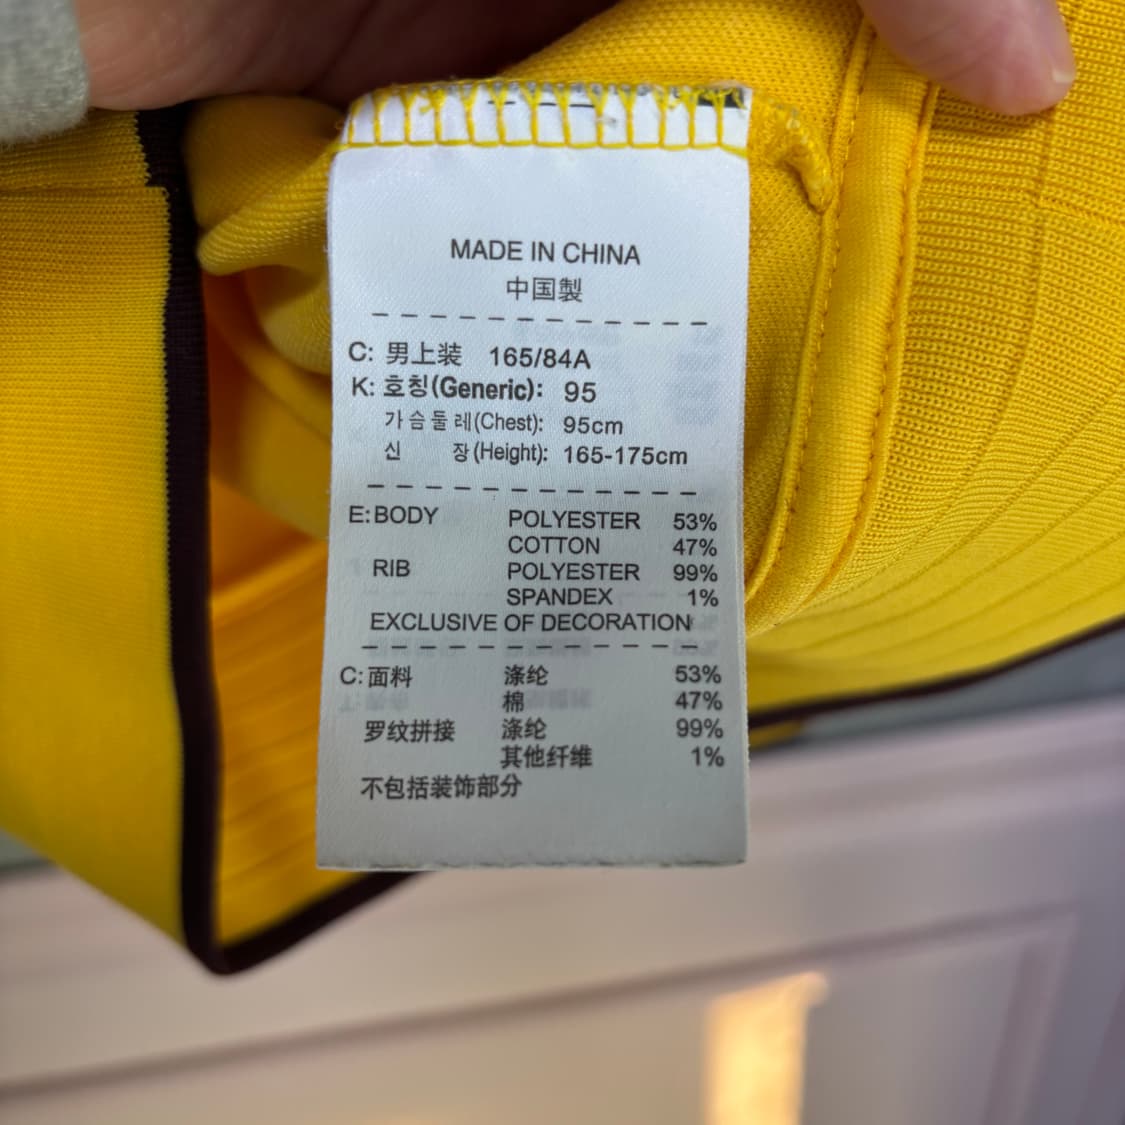 MADE IN CHINA
中国製
C: 男上装 165/84A
K: 호칭(Generic): 95
가슴둘레(Chest): 95cm
신 장(Height): 165-175cm
E: BODY POLYESTER 53%
COTTON 47%
RIB POLYESTER 99%
SPANDEX 1%
EXCLUSIVE OF DECORATION
C: 面料 涤纶 53%
棉 47%
罗纹拼接 涤纶 99%
其他纤维 1%
不包括装饰部分